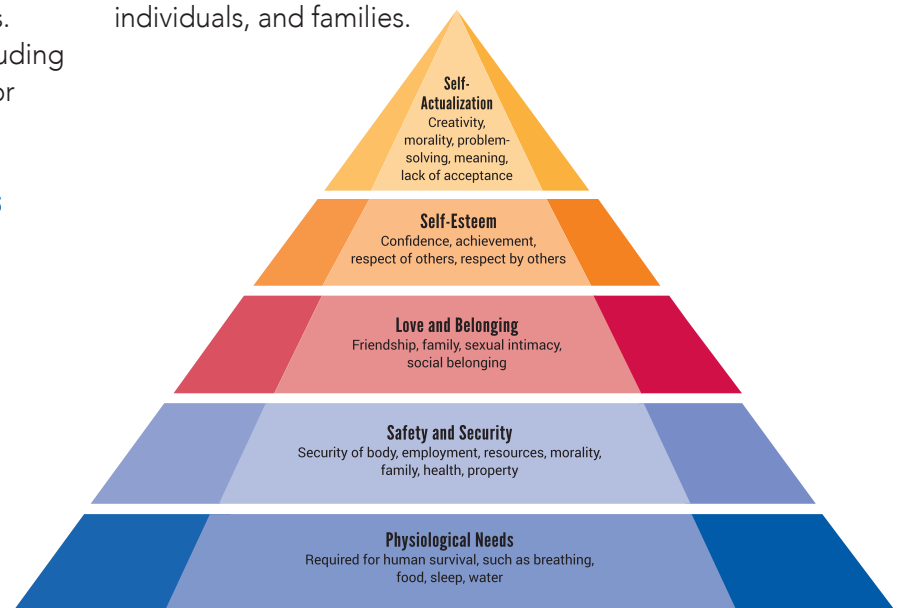 s.
individuals, and families.
uding
or
s
Self-
Actualization
Creativity,
morality, problem-
solving, meaning,
lack of acceptance
Self-Esteem
Confidence, achievement,
respect of others, respect by others
Love and Belonging
Friendship, family, sexual intimacy,
social belonging
Safety and Security
Security of body, employment, resources, morality,
family, health, property
Physiological Needs
Required for human survival, such as breathing,
food, sleep, water